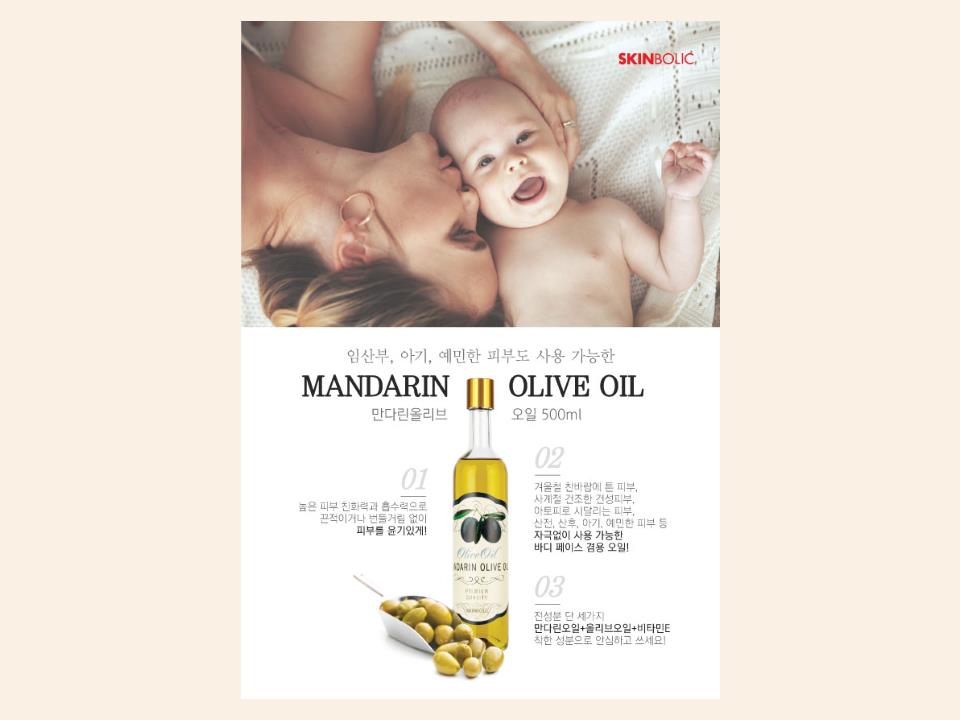 SKINBOLIC
임산부, 아기, 예민한 피부도 사용 가능한
MANDARIN OLIVE OIL
만다린올리브 오일 500ml
01
높은 피부 친화력과 흡수력으로
끈적이거나 번들거림 없이
피부를 윤기있게!
02
겨울철 찬바람에 튼 피부,
사계절 건조한 건성피부,
아토피로 시달리는 피부,
산전, 산후, 아기, 예민한 피부 등
자극없이 사용 가능한
바디 페이스 겸용 오일!
Olive Oil
NDARIN OLIVE O
PREMIUM
QUALITY
SKINBOLIC
03
전성분 단 세가지
만다린오일+올리브오일+비타민E
착한 성분으로 안심하고 쓰세요!